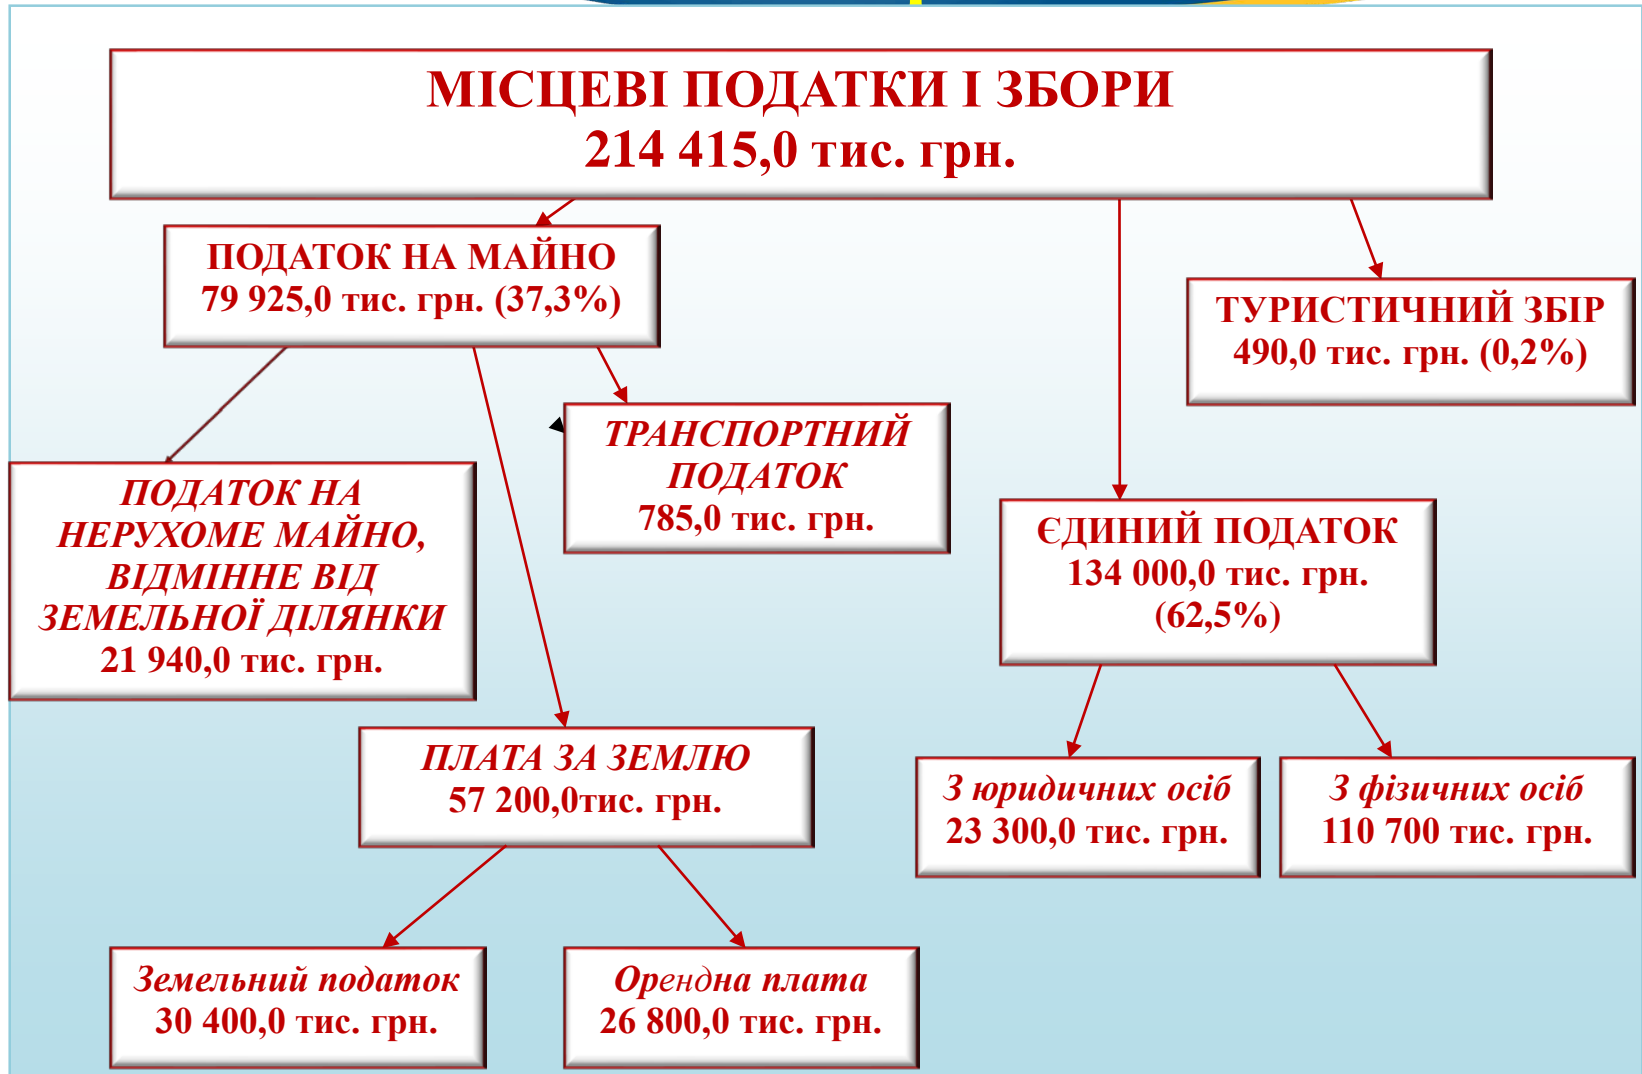 МІСЦЕВІ ПОДАТКИ І ЗБОРИ
214 415,0 тис. грн.
ПОДАТОК НА МАЙНО
79 925,0 тис. грн. (37,3%)
ТУРИСТИЧНИЙ ЗБІР
490,0 тис. грн. (0,2%)
ТРАНСПОРТНИЙ
ПОДАТОК
785,0 тис. грн.
ПОДАТОК НА
НЕРУХОМЕ МАЙНО,
ВІДМІННЕ ВІД
ЗЕМЕЛЬНОЇ ДІЛЯНКИ
21 940,0 тис. грн.
ЄДИНИЙ ПОДАТОК
134 000,0 тис. грн.
(62,5%)
ПЛАТА ЗА ЗЕМЛЮ
57 200,0тис. грн.
З юридичних осіб
23 300,0 тис. грн.
З фізичних осіб
110 700 тис. грн.
Земельний податок
30 400,0 тис. грн.
Орендна плата
26 800,0 тис. грн.